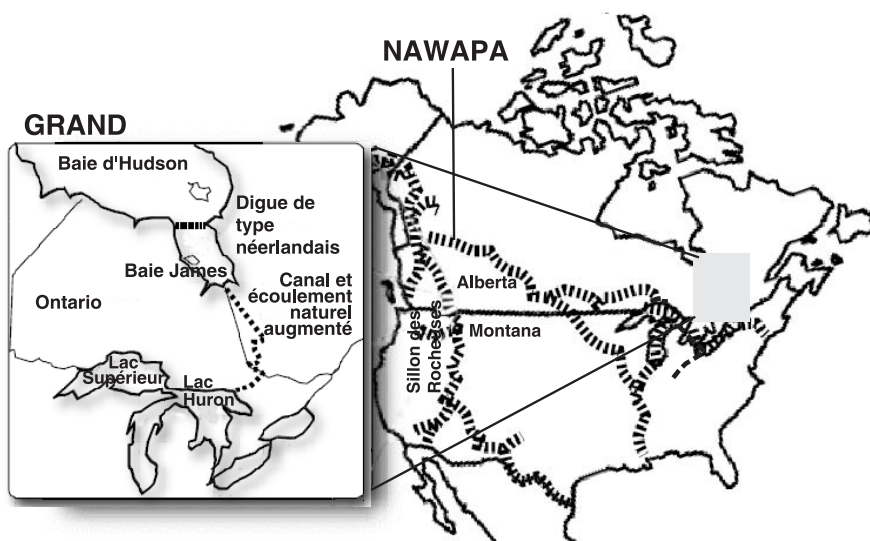 NAWAPA
GRAND
Baie d'Hudson
Digue de
type
néerlandais
Baie James
Canal et
écoulement
naturel
augmenté
Ontario
Lac
Supérieur
Lac
Huron
Alberta
Montana
Sillon des
Rocheuses